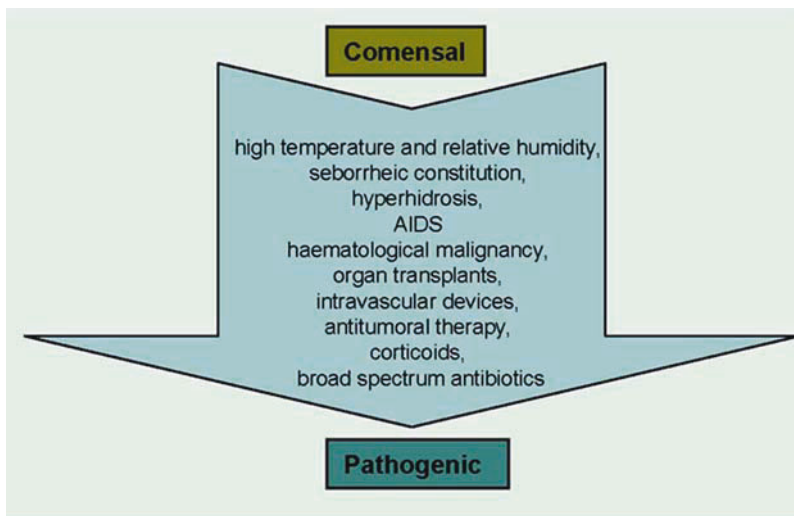 Comensal
high temperature and relative humidity,
seborrheic constitution,
hyperhidrosis,
AIDS
haematological malignancy,
organ transplants,
intravascular devices,
antitumoral therapy,
corticoids,
broad spectrum antibiotics
Pathogenic